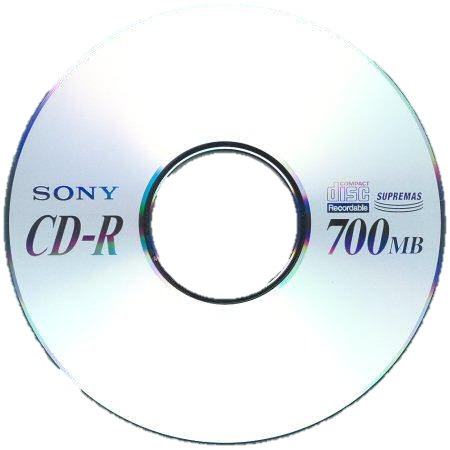 SONY
CD-R
COMPACT
disc
Recordable
SUPREMAS
700MB